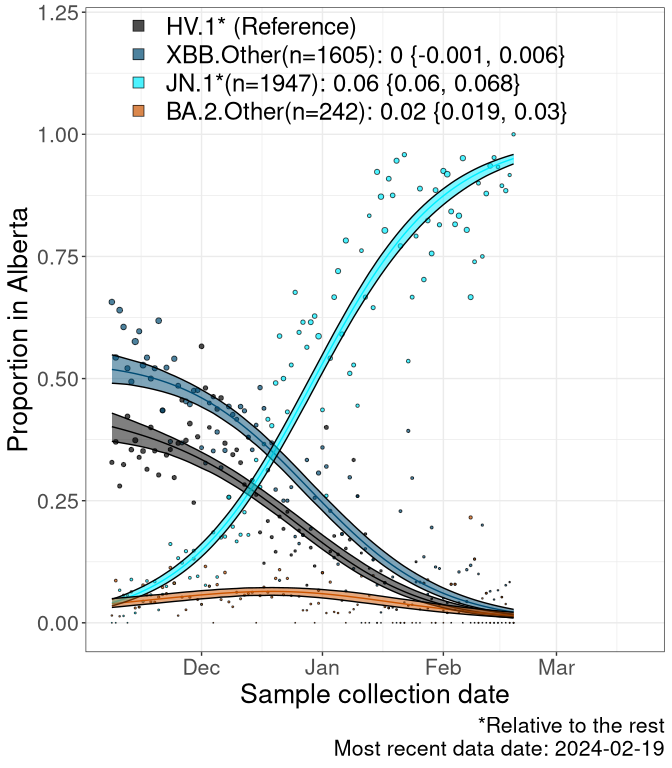 HV.1* (Reference)
XBB.Other(n=1605): 0 {-0.001, 0.006}
JN.1*(n=1947): 0.06 {0.06, 0.068}
BA.2.Other(n=242): 0.02 {0.019, 0.03}
1.25
1.00
0.75
0.50
0.25
0.00
Proportion in Alberta
Dec Jan Feb Mar
Sample collection date
*Relative to the rest
Most recent data date: 2024-02-19